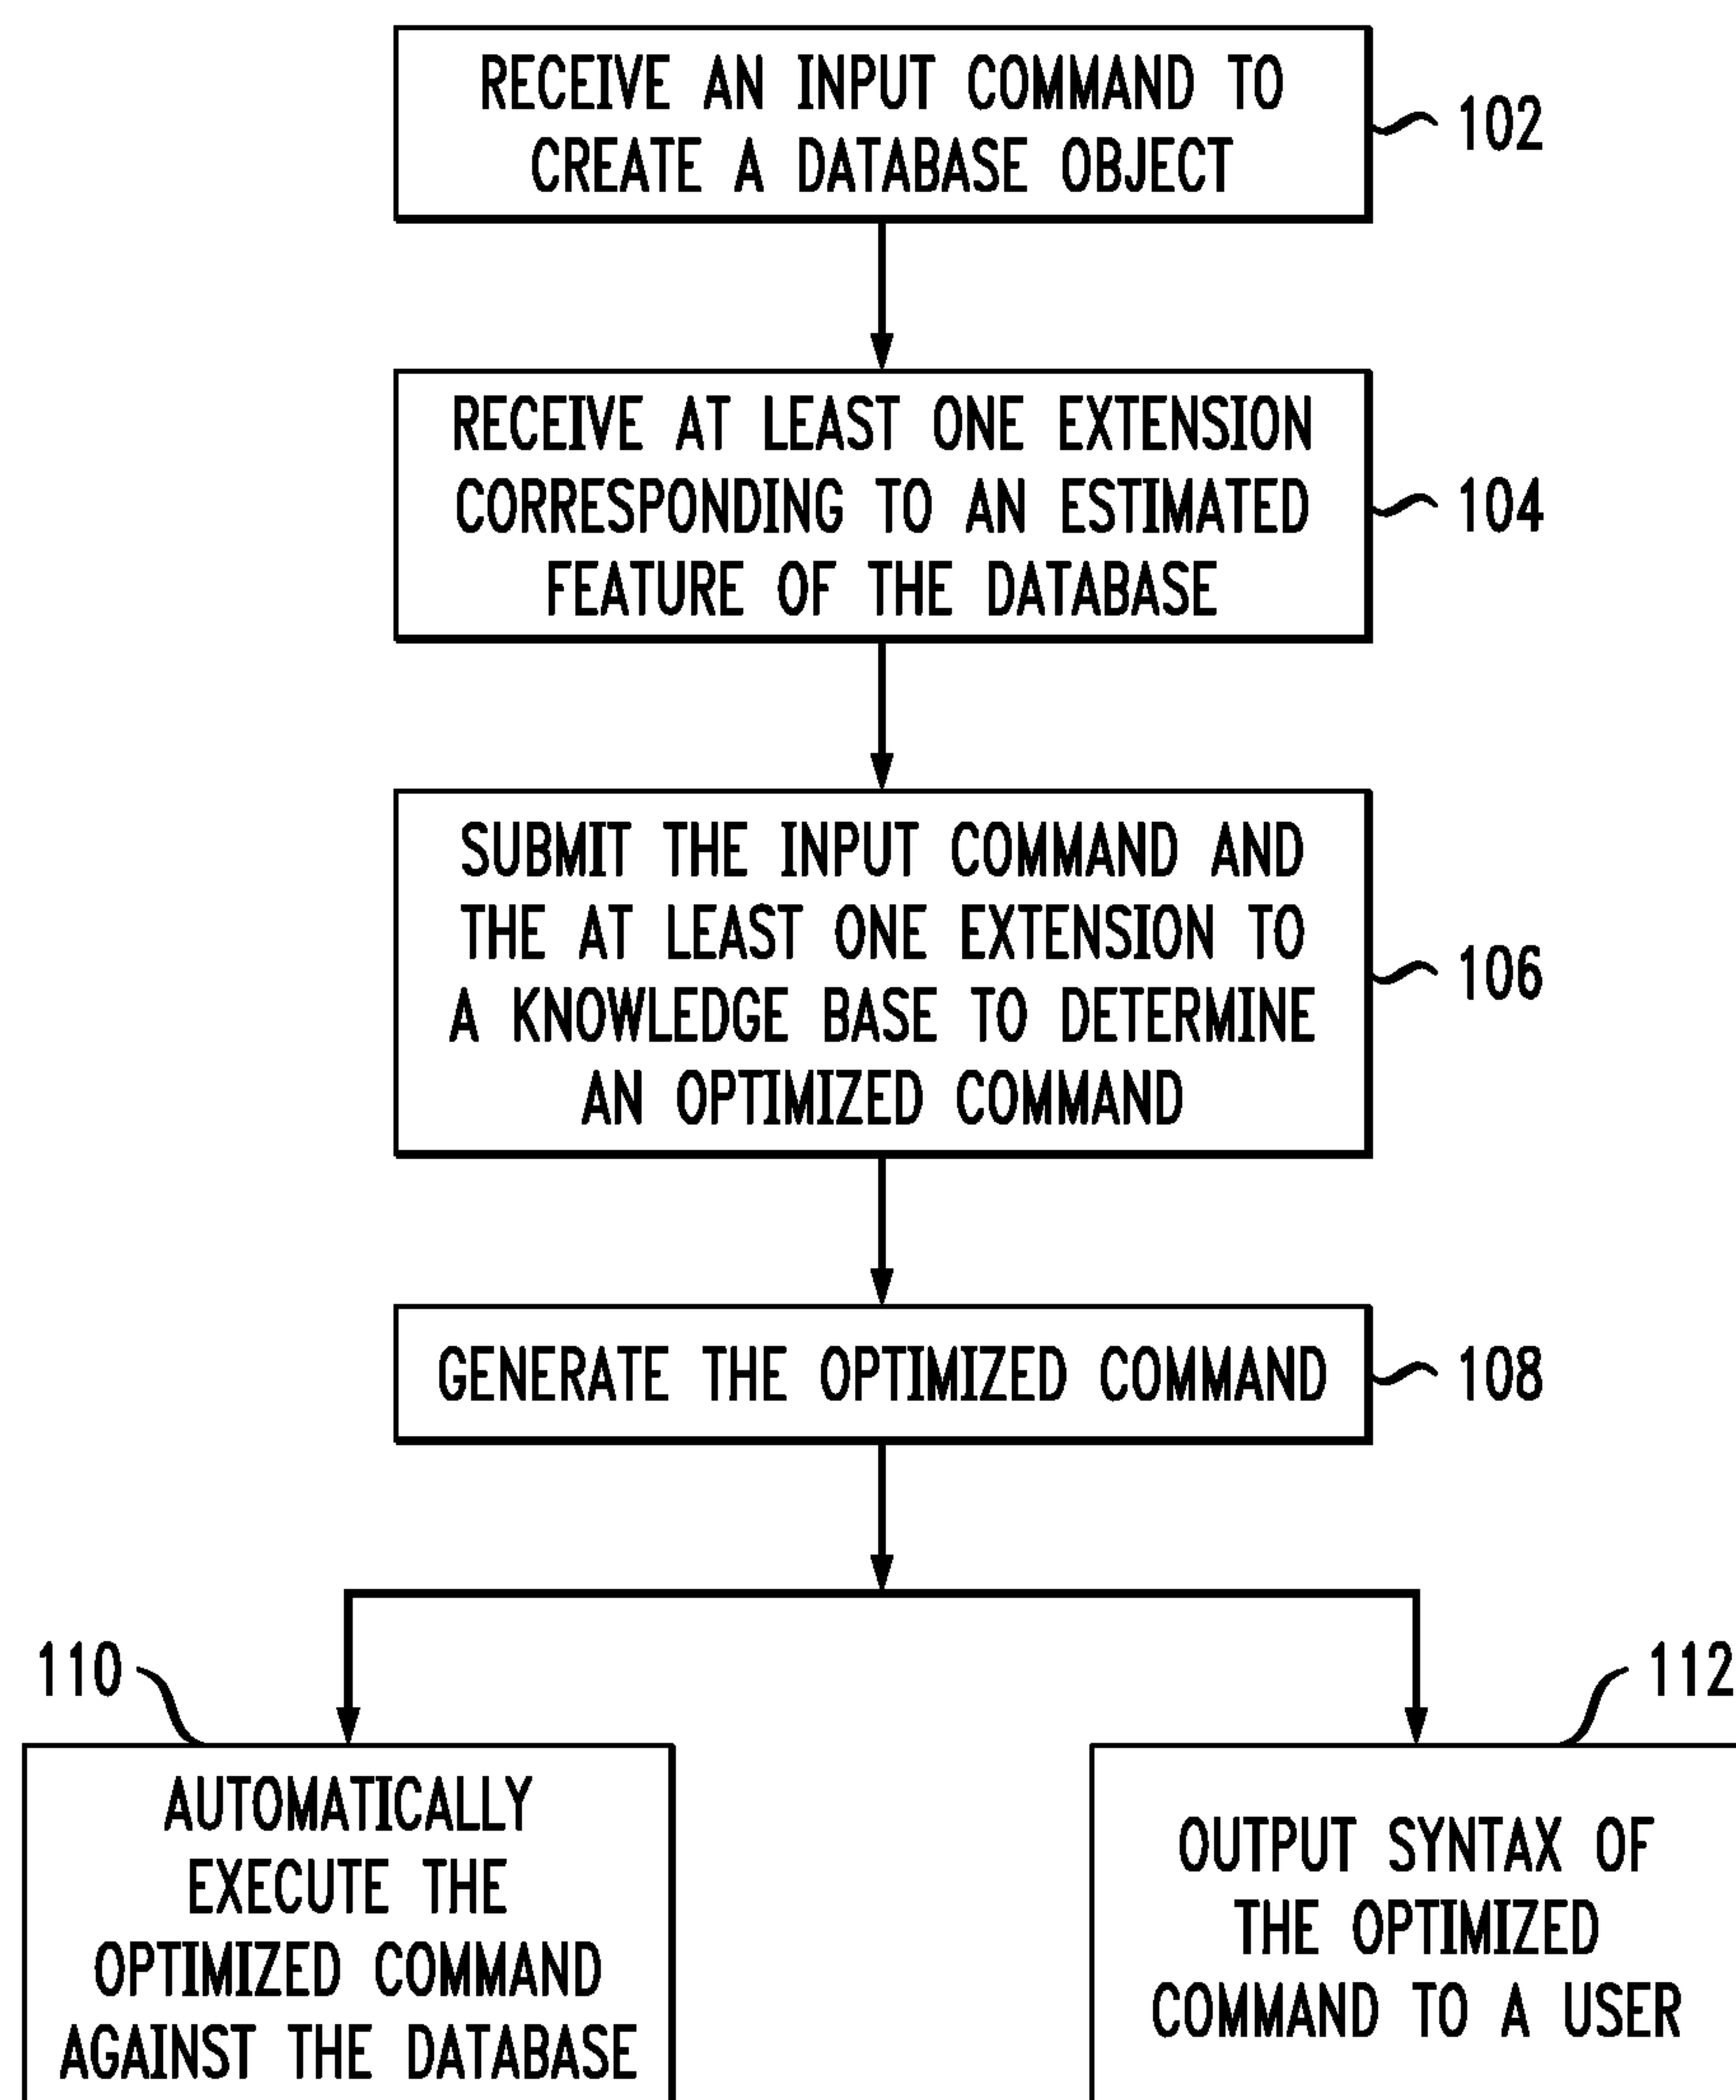 RECEIVE AN INPUT COMMAND TO
CREATE A DATABASE OBJECT
102
RECEIVE AT LEAST ONE EXTENSION
CORRESPONDING TO AN ESTIMATED
FEATURE OF THE DATABASE
104
SUBMIT THE INPUT COMMAND AND
THE AT LEAST ONE EXTENSION TO
A KNOWLEDGE BASE TO DETERMINE
AN OPTIMIZED COMMAND
106
GENERATE THE OPTIMIZED COMMAND
108
110
AUTOMATICALLY
EXECUTE THE
OPTIMIZED COMMAND
AGAINST THE DATABASE
112
OUTPUT SYNTAX OF
THE OPTIMIZED
COMMAND TO A USER